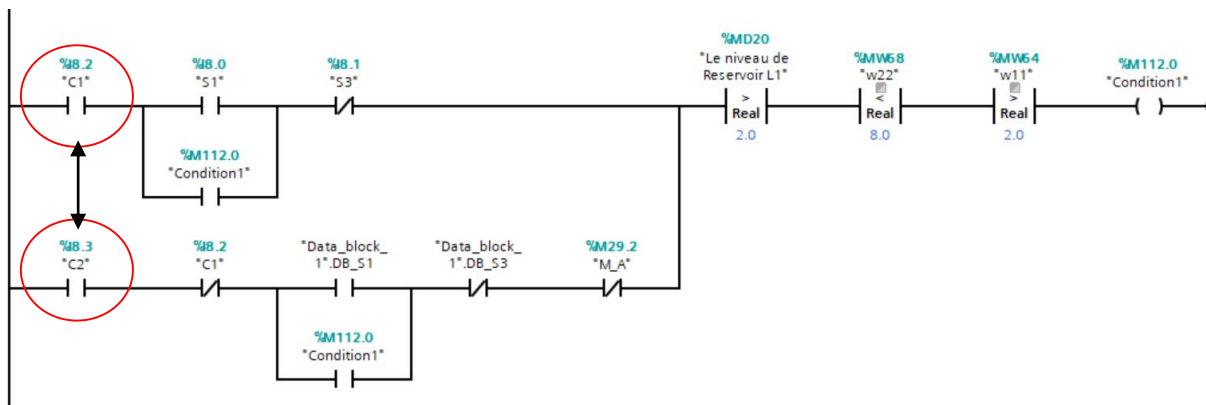 %I8.2
"C1"
%I8.0
"S1"
%I8.1
"S3"
%MD20
"Le niveau de
Reservoir L1"
>
Real
2.0
%MW68
"w22"
<
Real
8.0
%MW64
"w11"
>
Real
2.0
%M112.0
"Condition1"
%M112.0
"Condition1"
%I8.3
"C2"
%I8.2
"C1"
"Data_block_
1".DB_S1
"Data_block_
1".DB_S3
%M29.2
"M_A"
%M112.0
"Condition1"